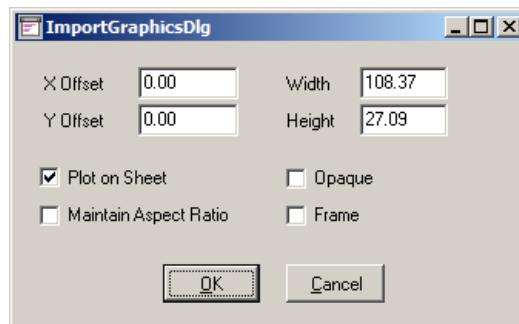 ImportGraphicsDlg
X Offset 0.00 Width 108.37
Y Offset 0.00 Height 27.09
Plot on Sheet Opaque
Maintain Aspect Ratio Frame
OK Cancel